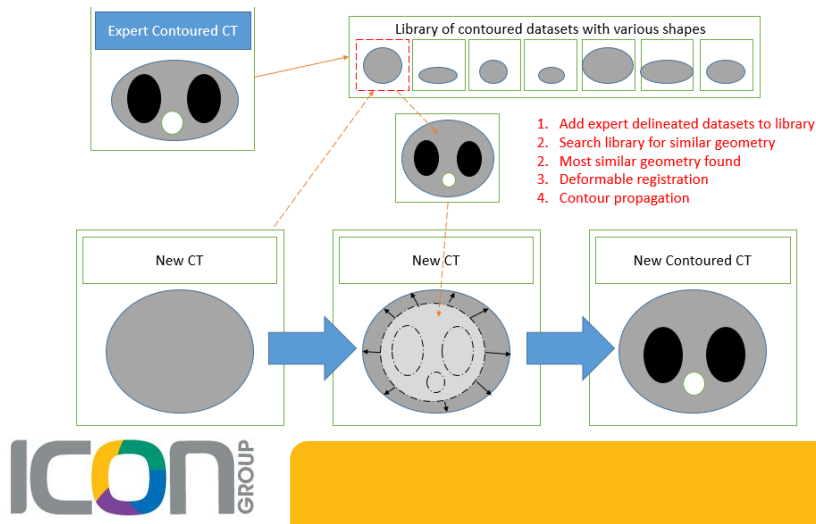 Expert Contoured CT
Library of contoured datasets with various shapes
1. Add expert delineated datasets to library
2. Search library for similar geometry
2. Most similar geometry found
3. Deformable registration
4. Contour propagation
New CT
New CT
New Contoured CT
ICON
GROUP